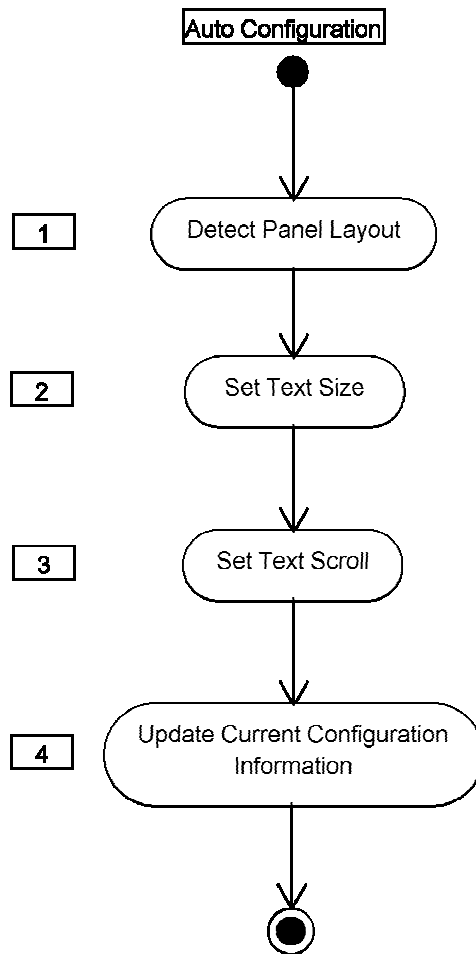 Auto Configuration
1
Detect Panel Layout
2
Set Text Size
3
Set Text Scroll
4
Update Current Configuration
Information